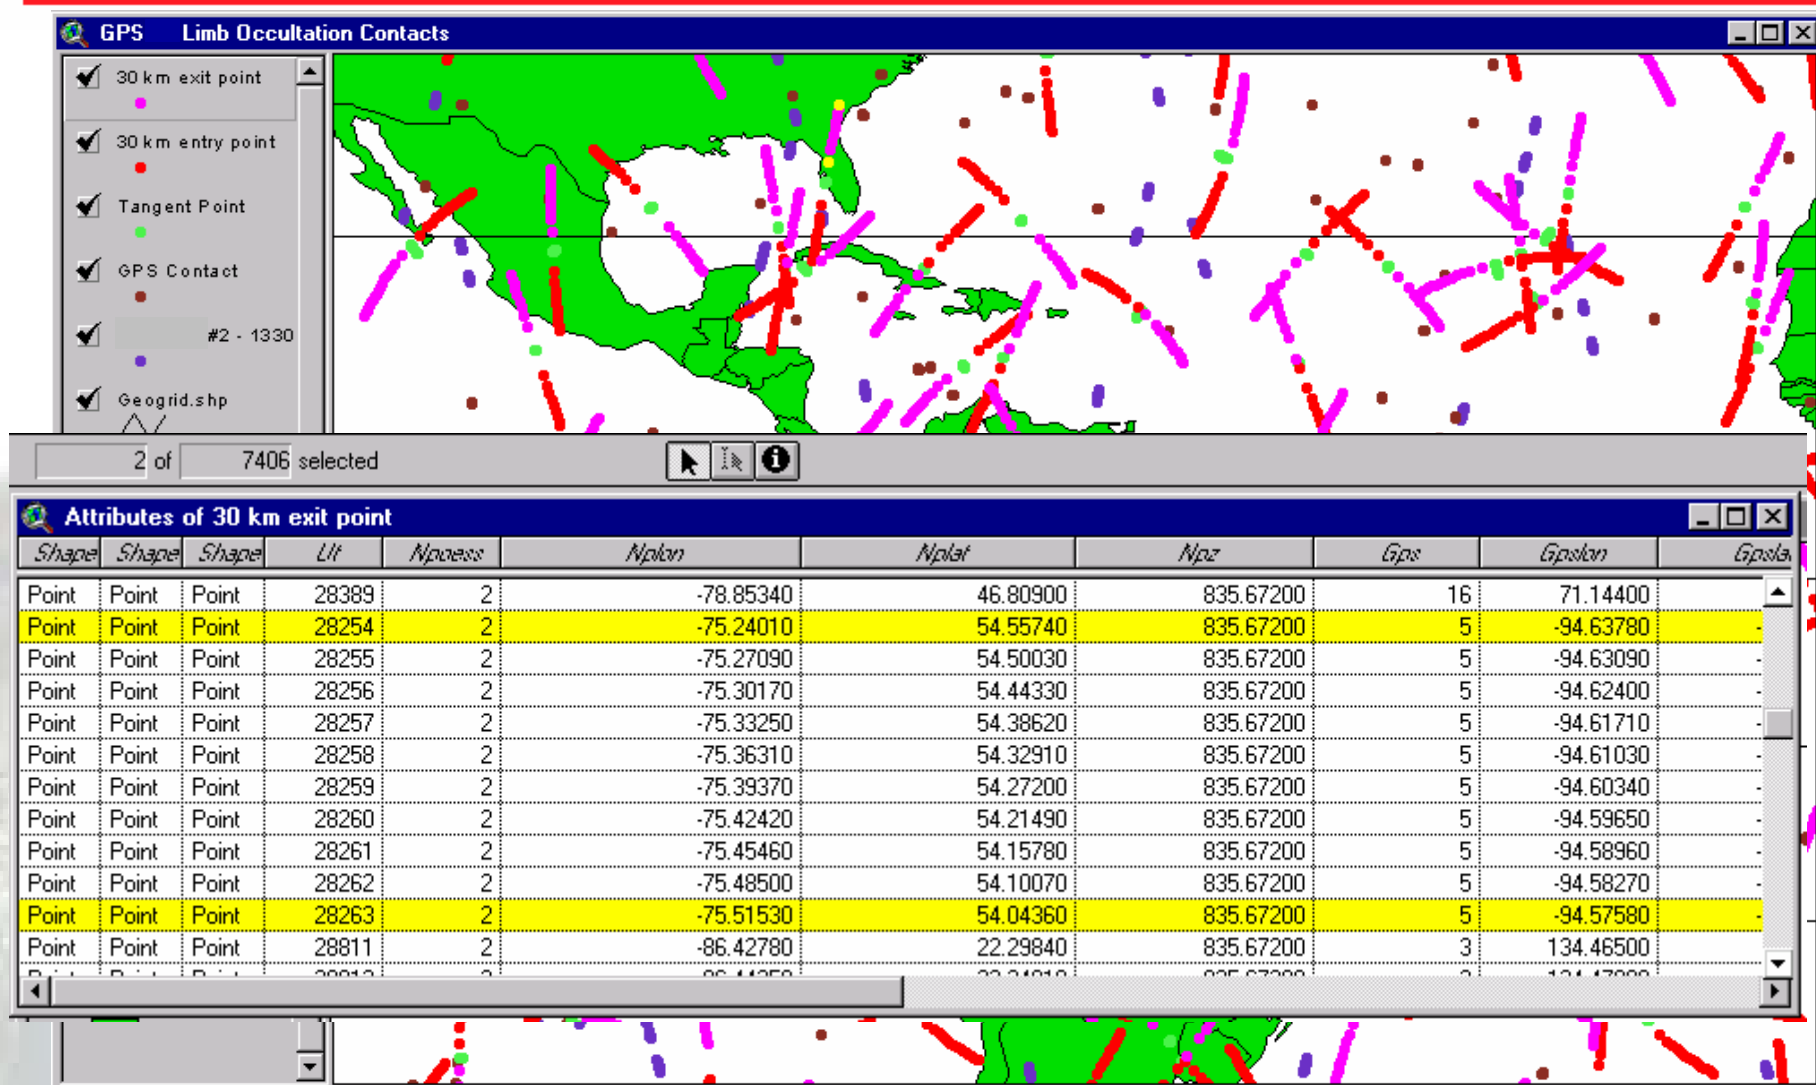 GPS Limb Occultation Contacts
30 km exit point
30 km entry point
Tangent Point
GPS Contact
#2 - 1330
Geogrid.shp
2 of 7406 selected
Attributes of 30 km exit point
Shape Shape Shape Ut Npoess Nplon Nplat Npz Gps Gpslon Gpsla
Point Point Point 28389 2 -78.85340 46.80900 835.67200 16 71.14400
Point Point Point 28254 2 -75.24010 54.55740 835.67200 5 -94.63780 -
Point Point Point 28255 2 -75.27090 54.50030 835.67200 5 -94.63090 -
Point Point Point 28256 2 -75.30170 54.44330 835.67200 5 -94.62400 -
Point Point Point 28257 2 -75.33250 54.38620 835.67200 5 -94.61710 -
Point Point Point 28258 2 -75.36310 54.32910 835.67200 5 -94.61030 -
Point Point Point 28259 2 -75.39370 54.27200 835.67200 5 -94.60340 -
Point Point Point 28260 2 -75.42420 54.21490 835.67200 5 -94.59650 -
Point Point Point 28261 2 -75.45460 54.15780 835.67200 5 -94.58960 -
Point Point Point 28262 2 -75.48500 54.10070 835.67200 5 -94.58270 -
Point Point Point 28263 2 -75.51530 54.04360 835.67200 5 -94.57580 -
Point Point Point 28811 2 -86.42780 22.29840 835.67200 3 134.46500